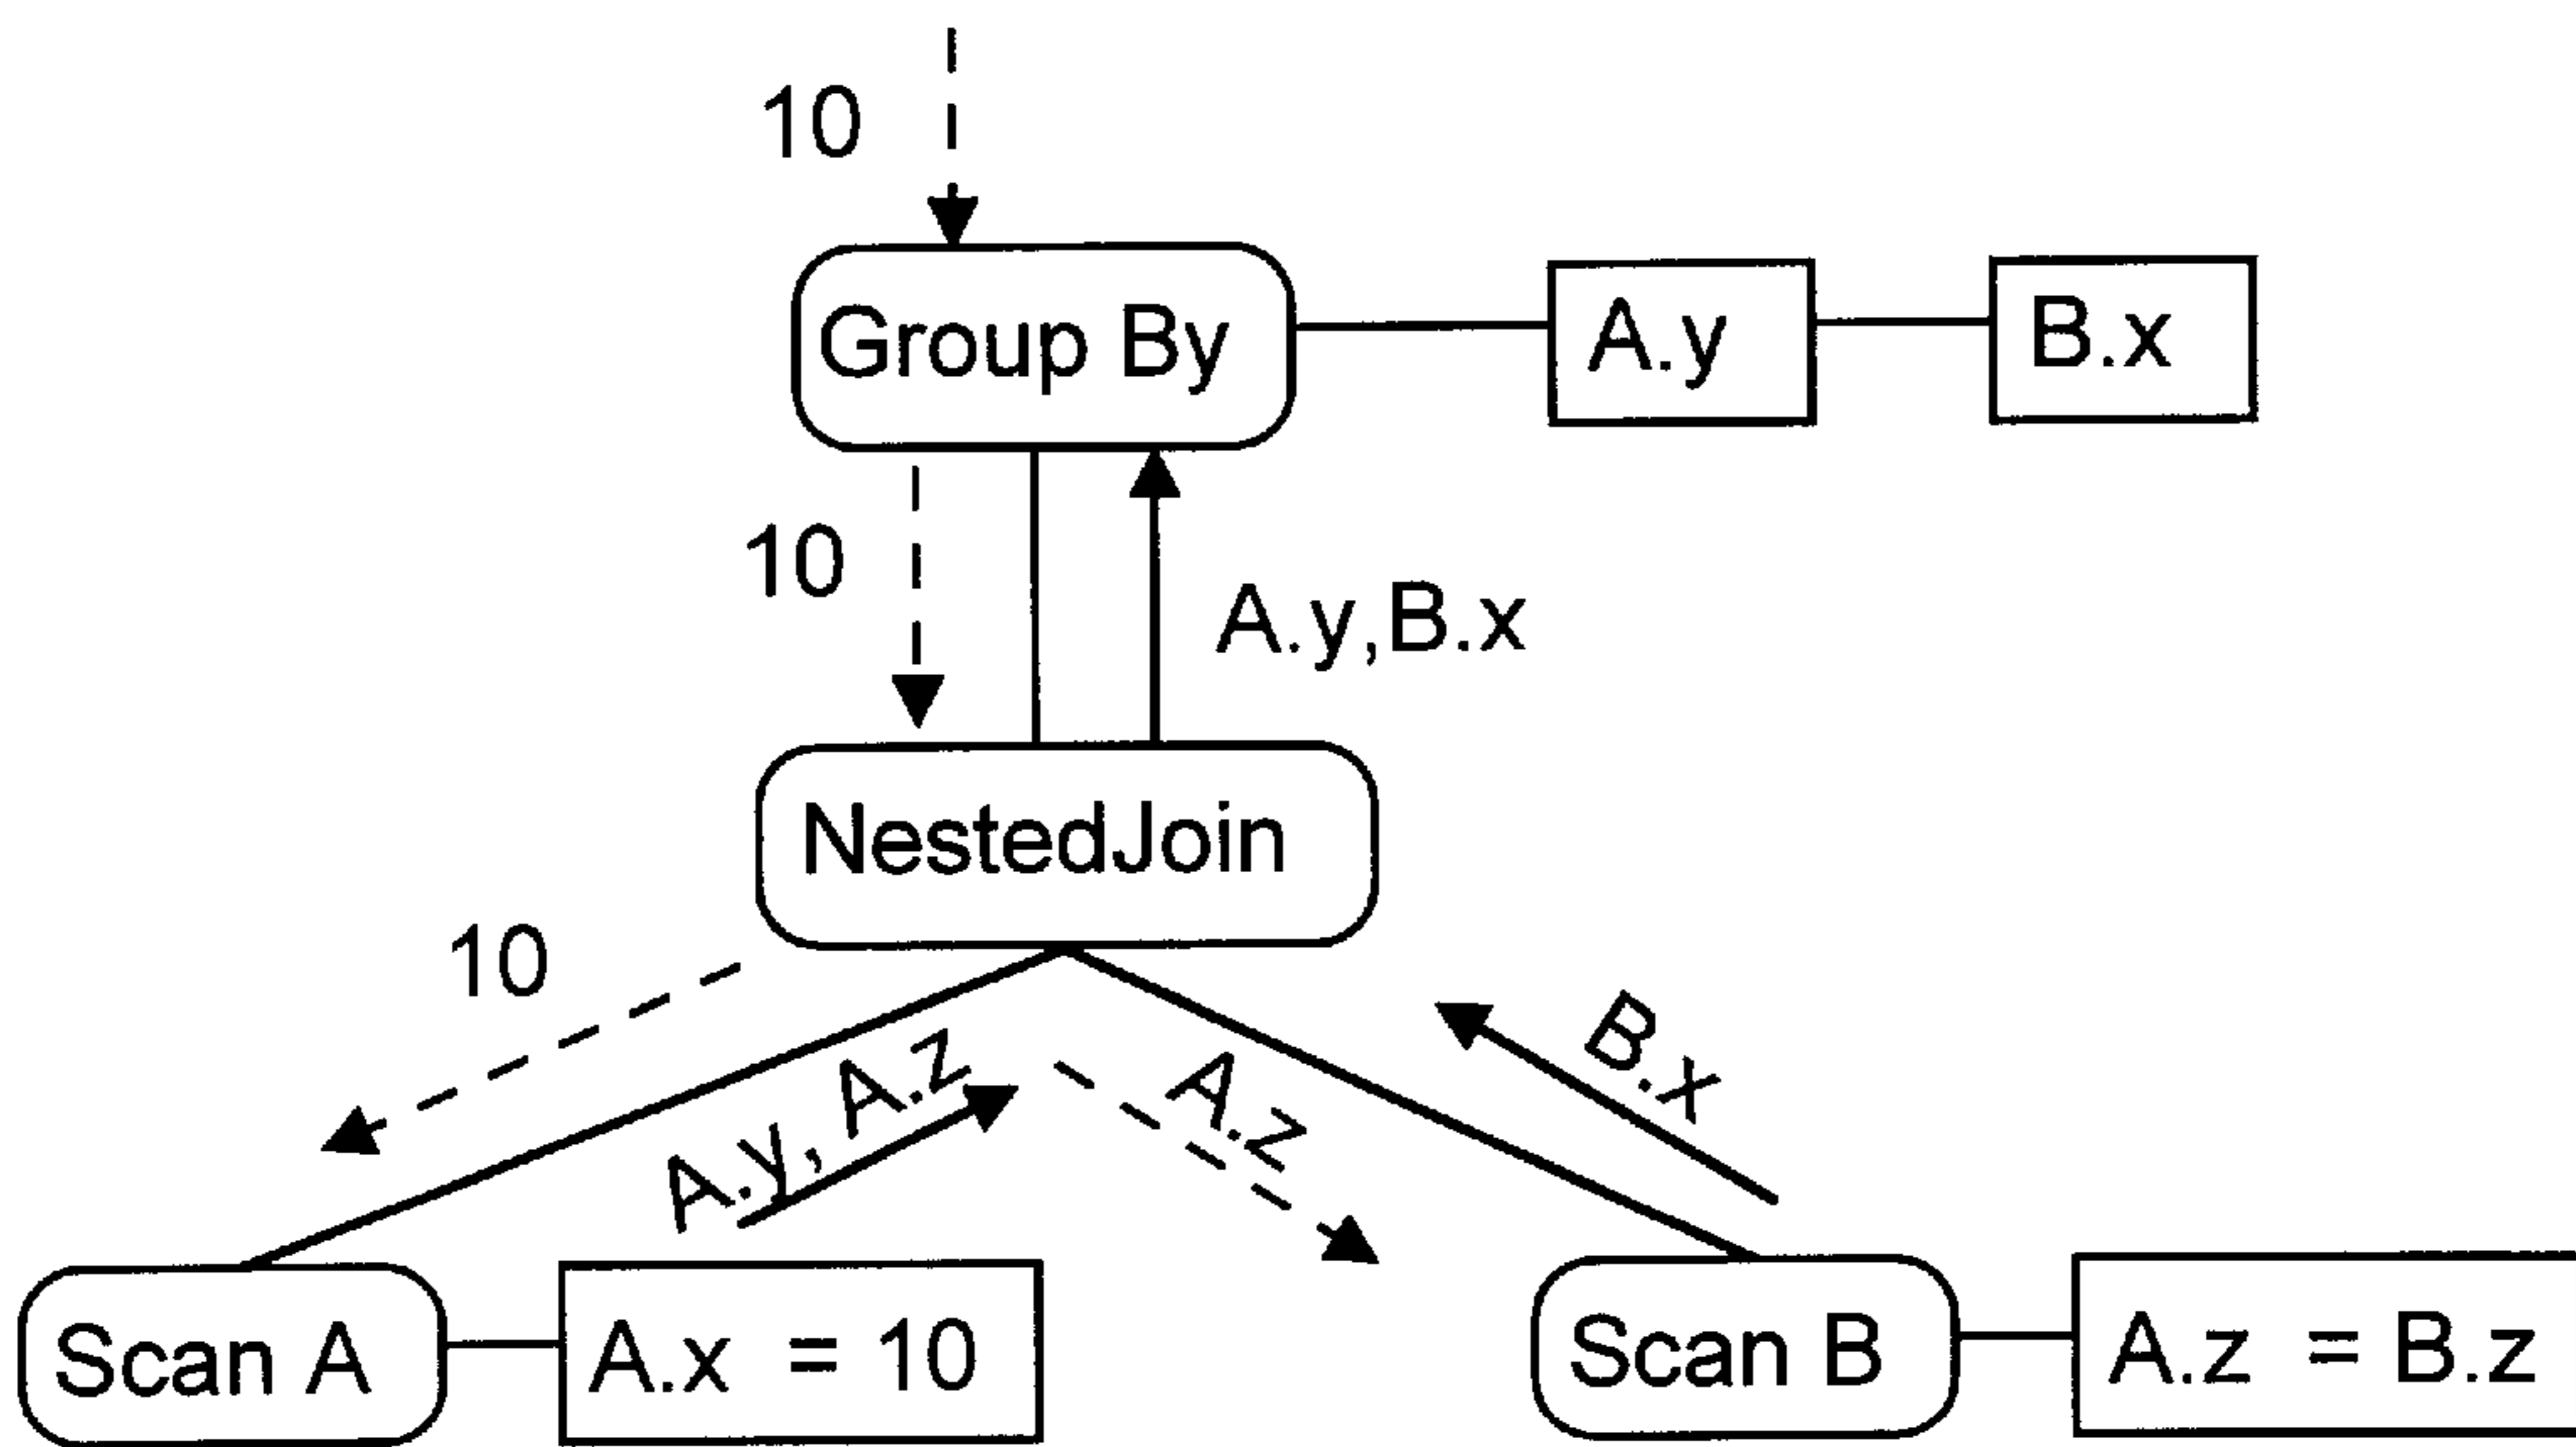 10
Group By
A.y
B.x
10
A.y,B.x
NestedJoin
10
A.y, A.z
A.z
B.x
Scan A
A.x = 10
Scan B
A.z = B.z